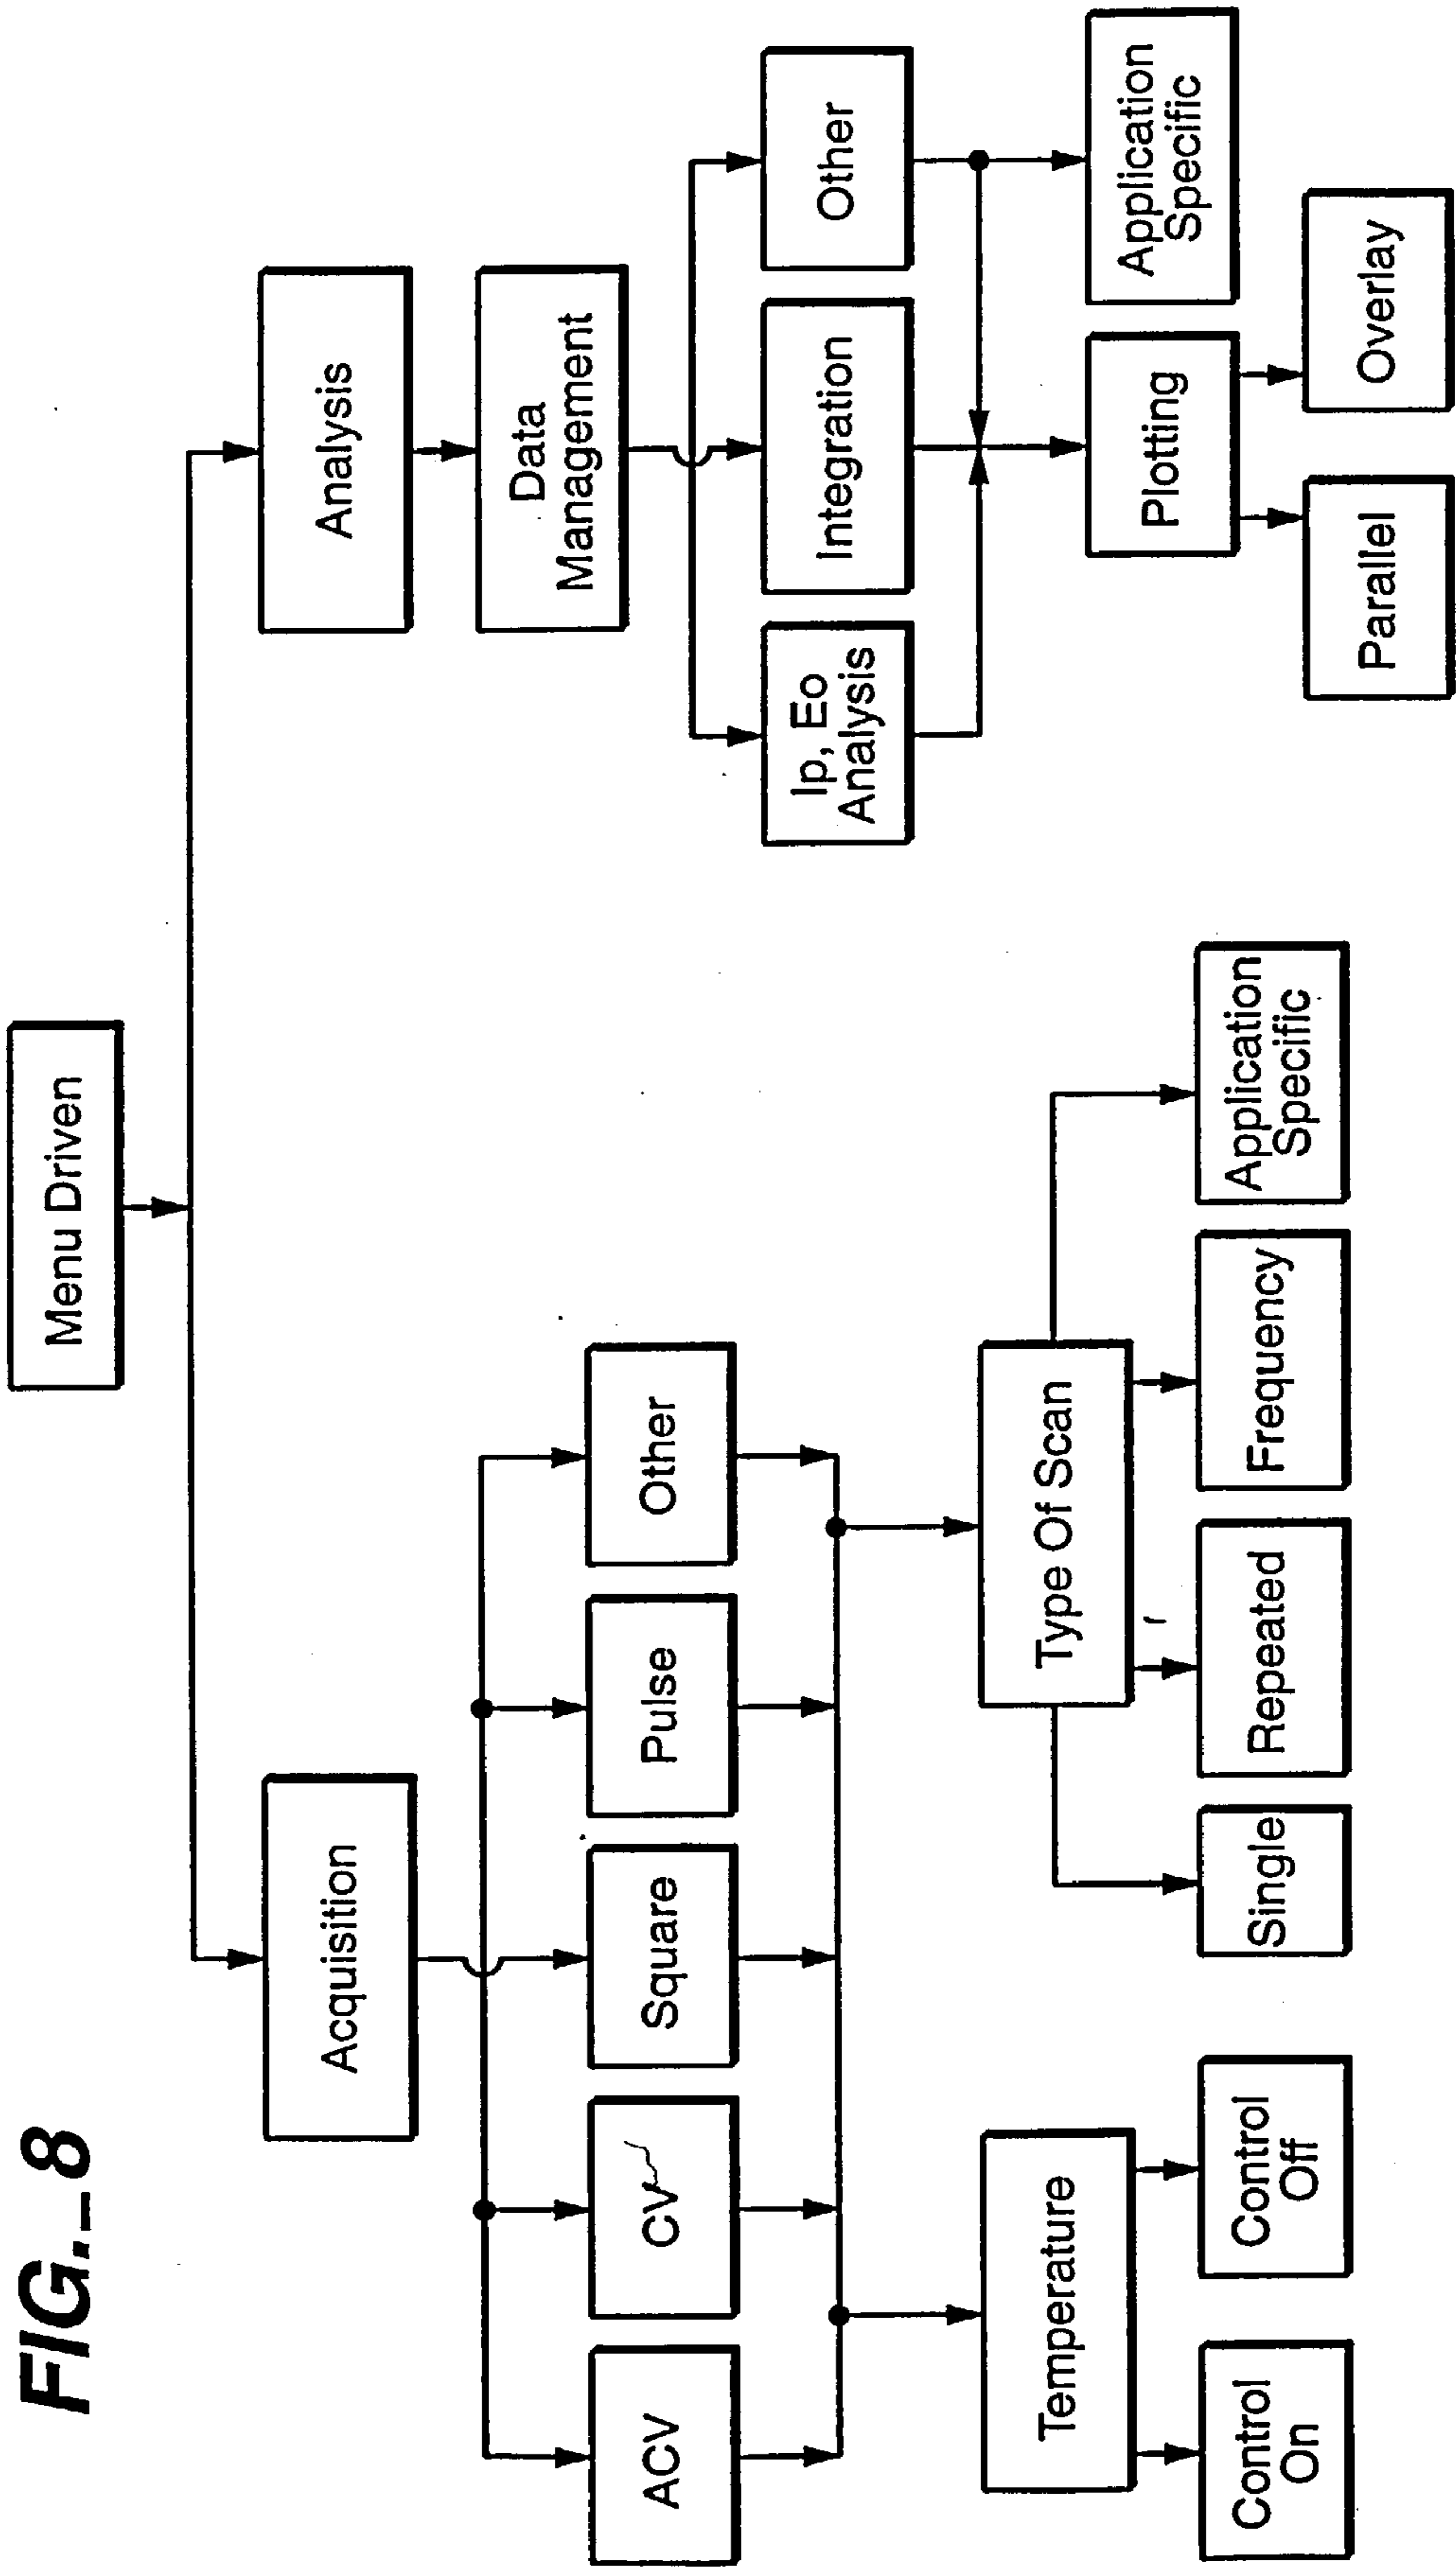 FIG._8
Menu Driven
Acquisition
Analysis
Data
Management
ACV
CV
Square
Pulse
Other
Ip, Eo
Analysis
Integration
Other
Temperature
Type Of Scan
Plotting
Application
Specific
Control
On
Control
Off
Single
Repeated
Frequency
Application
Specific
Parallel
Overlay